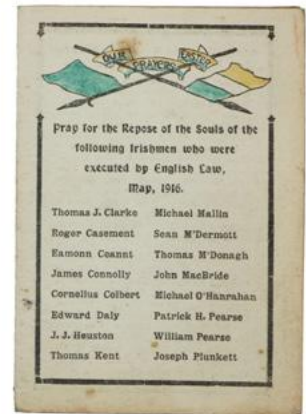 OUR PRAYERS EASTER
Pray for the Repose of the Souls of the
following Irishmen who were
executed by English Law,
May, 1916.
Thomas J. Clarke Michael Mallin
Roger Casement Sean M'Dermott
Eamonn Ceannt Thomas M'Donagh
James Connolly John MacBride
Cornelius Colbert Michael O'Hanrahan
Edward Daly Patrick H. Pearse
J. J. Heuston William Pearse
Thomas Kent Joseph Plunkett